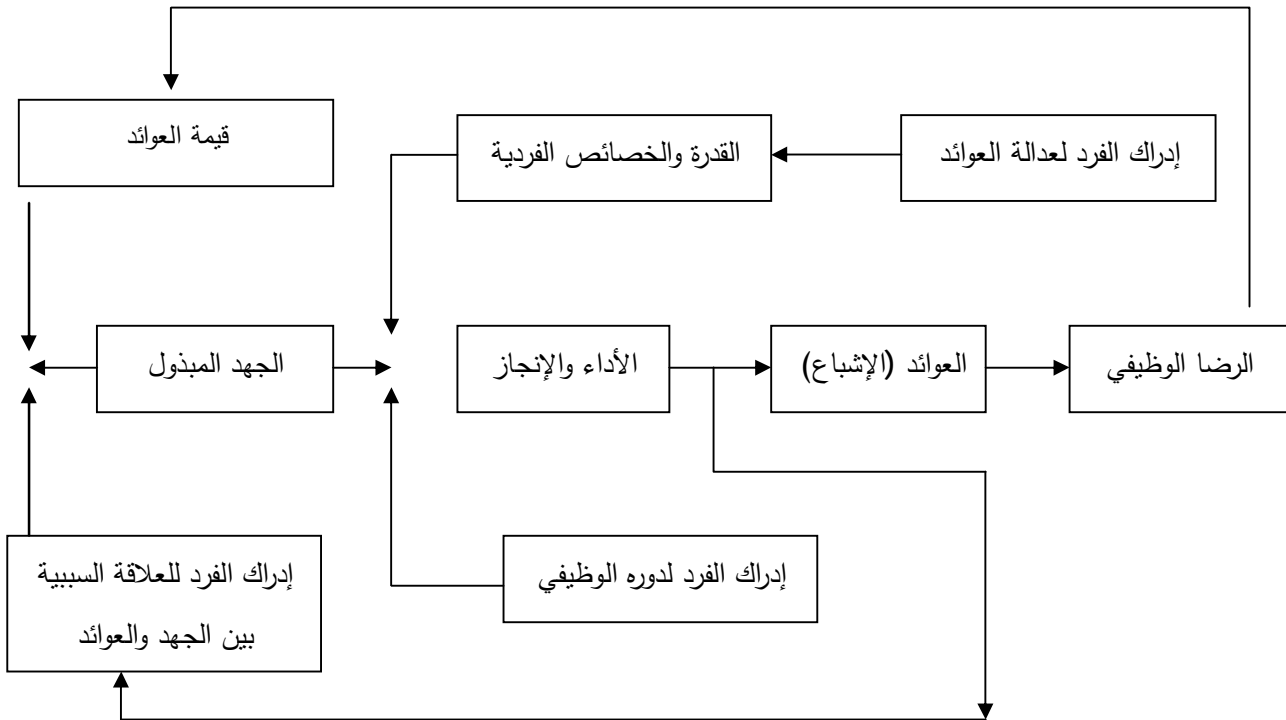 قيمة العوائد
إدراك الفرد لعدالة العوائد
القدرة والخصائص الفردية
الرضا الوظيفي
العوائد (الإشباع)
الأداء والإنجاز
الجهد المبذول
إدراك الفرد لدوره الوظيفي
إدراك الفرد للعلاقة السببية
بين الجهد والعوائد